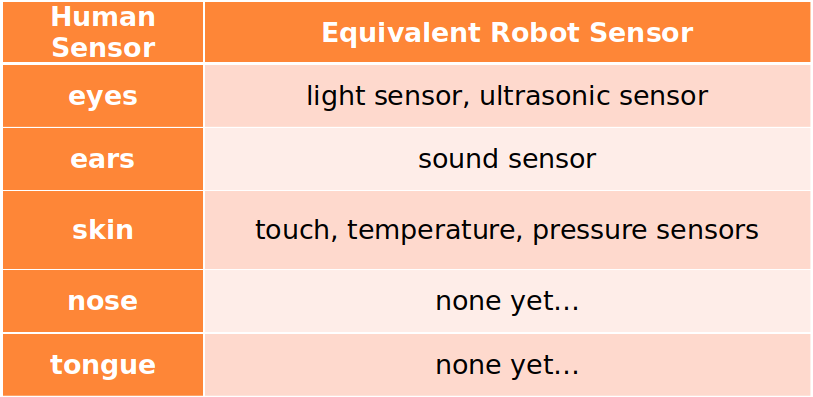 Human
Sensor
Equivalent Robot Sensor
eyes
light sensor, ultrasonic sensor
ears
sound sensor
skin
touch, temperature, pressure sensors
nose
none yet...
tongue
none yet...